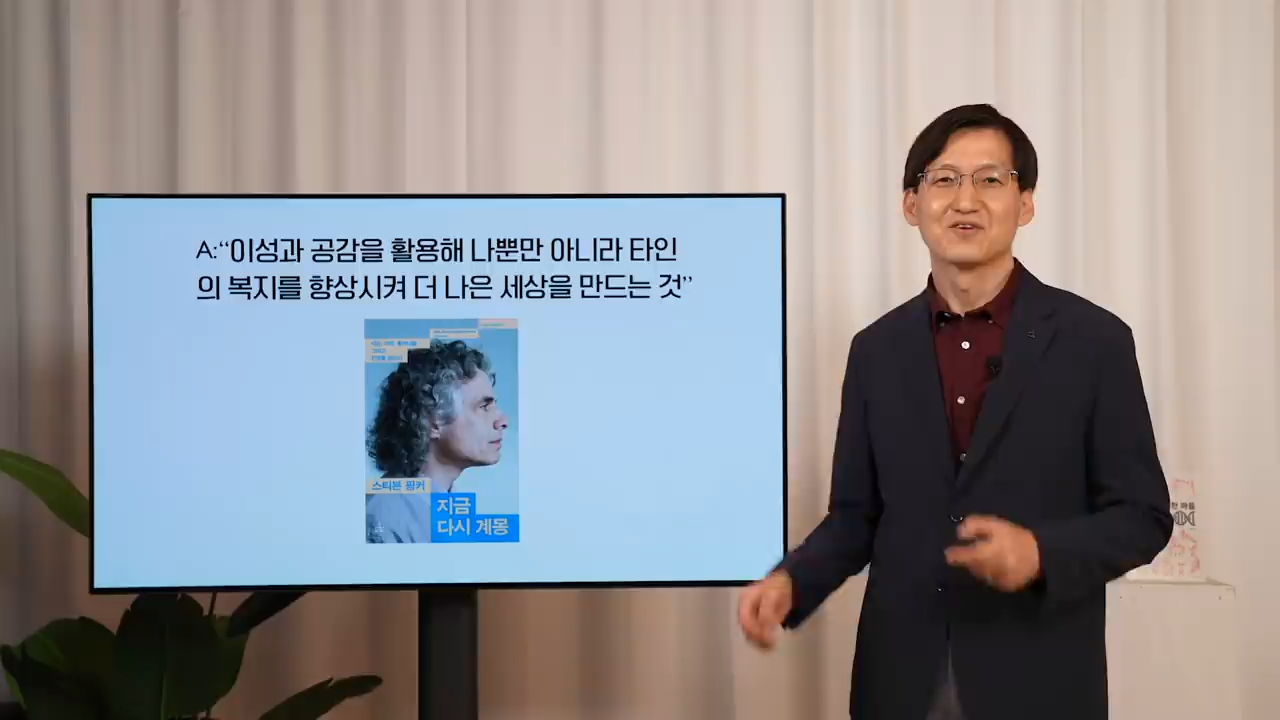 A:“이성과 공감을 활용해 나뿐만 아니라 타인
의 복지를 향상시켜 더 나은 세상을 만드는 것”
스티븐 핑커
지금
다시 계몽